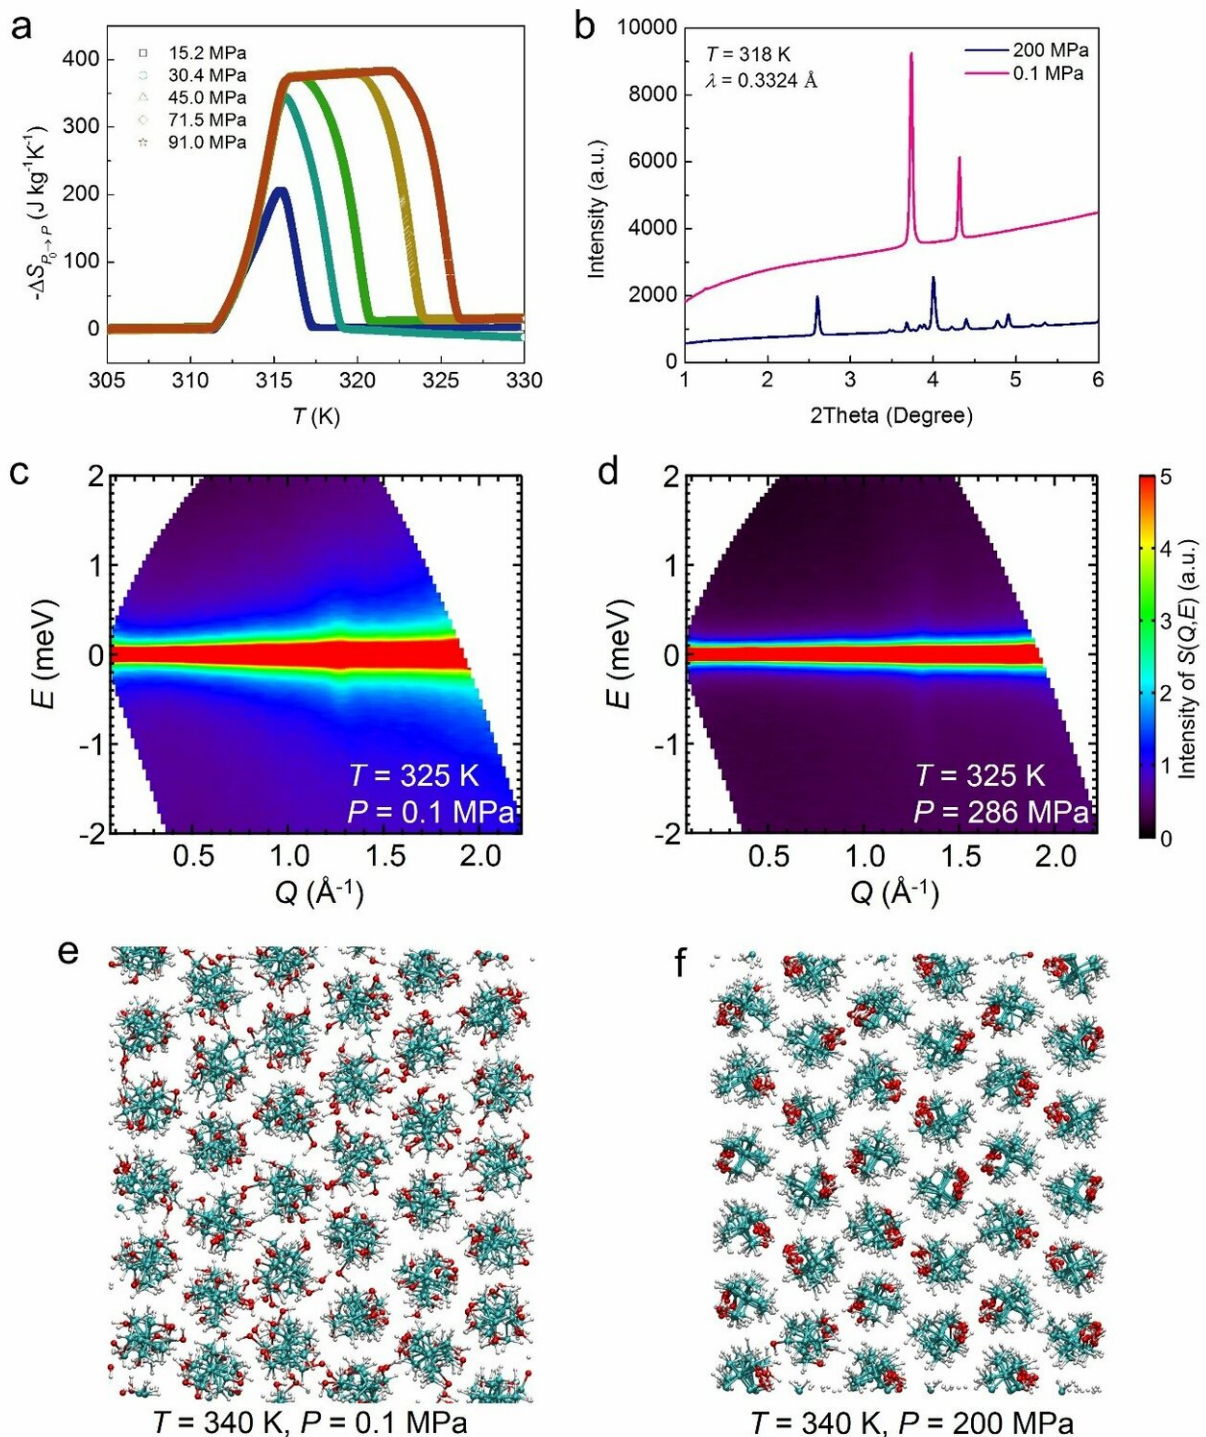 a
400
300
200
100
0
-ΔS_{P₀→P} (J kg⁻¹K⁻¹)
15.2 MPa
30.4 MPa
45.0 MPa
71.5 MPa
91.0 MPa
305 310 315 320 325 330
T (K)
b
10000
8000
6000
4000
2000
0
Intensity (a.u.)
T = 318 K
λ = 0.3324 Å
200 MPa
0.1 MPa
1 2 3 4 5 6
2Theta (Degree)
c
2
1
0
-1
-2
E (meV)
T = 325 K
P = 0.1 MPa
0.5 1.0 1.5 2.0
Q (Å⁻¹)
d
2
1
0
-1
-2
E (meV)
T = 325 K
P = 286 MPa
0.5 1.0 1.5 2.0
Q (Å⁻¹)
5
4
3
2
1
0
Intensity of S(Q,E) (a.u.)
e
T = 340 K, P = 0.1 MPa
f
T = 340 K, P = 200 MPa